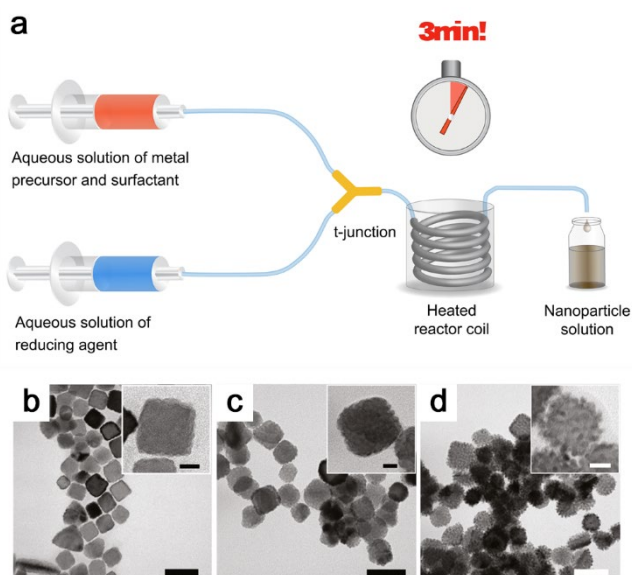 a
3min!
Aqueous solution of metal
precursor and surfactant
t-junction
Aqueous solution of
reducing agent
Heated
reactor coil
Nanoparticle
solution
b
c
d